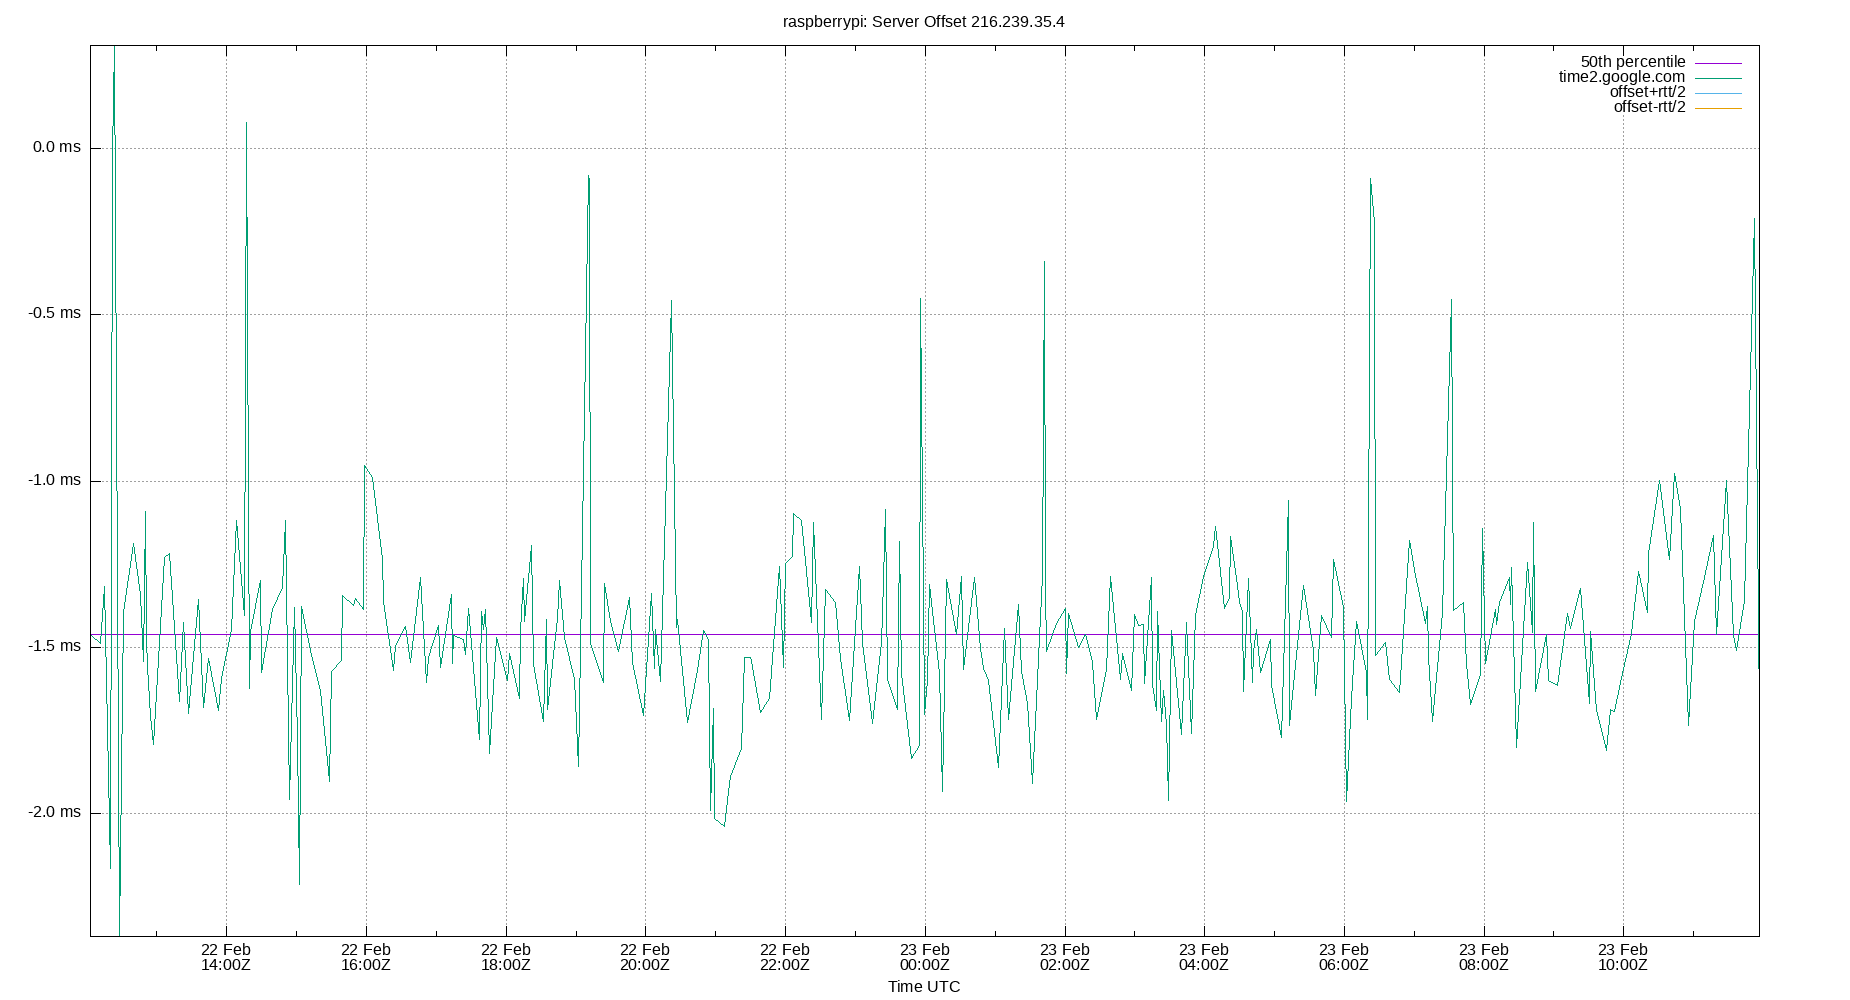 raspberrypi: Server Offset 216.239.35.4
50th percentile
time2.google.com
offset+rtt/2
offset-rtt/2
0.0 ms
-0.5 ms
-1.0 ms
-1.5 ms
-2.0 ms
22 Feb 22 Feb 22 Feb 22 Feb 22 Feb 23 Feb 23 Feb 23 Feb 23 Feb 23 Feb 23 Feb
14:00Z 16:00Z 18:00Z 20:00Z 22:00Z 00:00Z 02:00Z 04:00Z 06:00Z 08:00Z 10:00Z
Time UTC